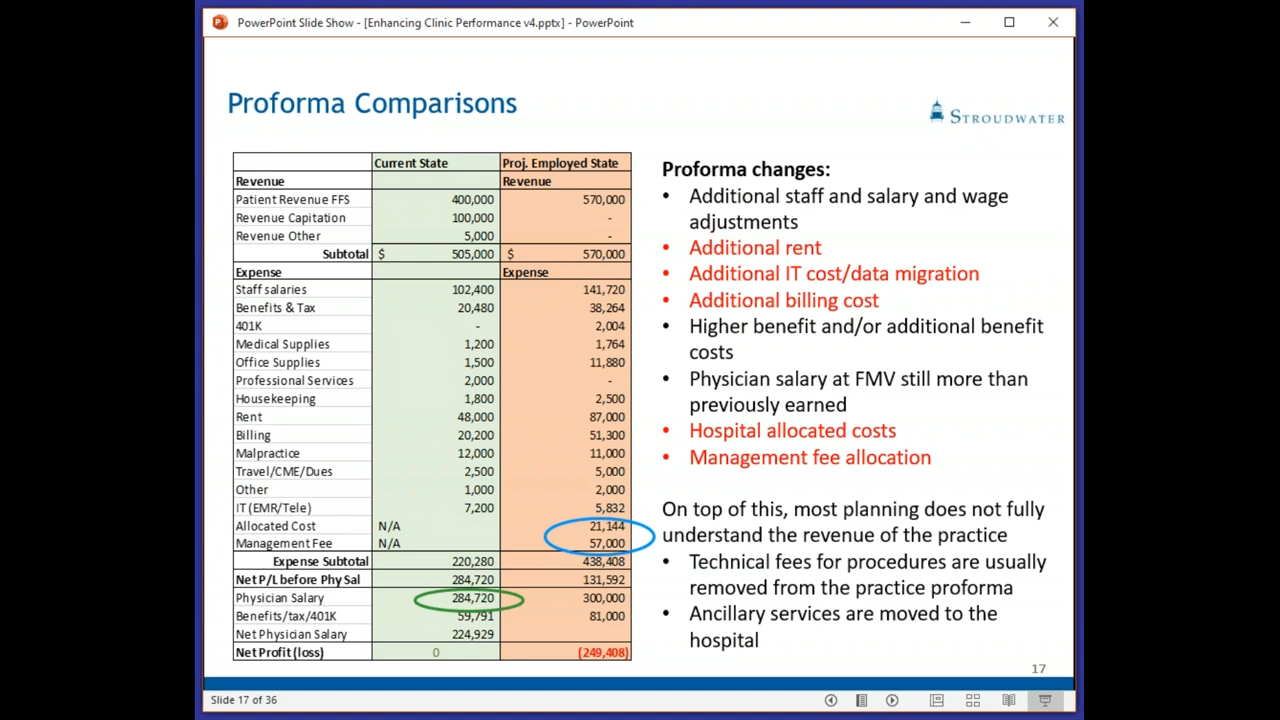 PowerPoint Slide Show - [Enhancing Clinic Performance v4.pptx] - PowerPoint
Proforma Comparisons
STROUDWATER
Current State Proj. Employed State
Revenue Revenue
Patient Revenue FFS 400,000 570,000
Revenue Capitation 100,000 -
Revenue Other 5,000 -
Subtotal $ 505,000 $ 570,000
Expense Expense
Staff salaries 102,400 141,720
Benefits & Tax 20,480 38,264
401K - 2,004
Medical Supplies 1,200 1,764
Office Supplies 1,500 11,880
Professional Services 2,000 -
Housekeeping 1,800 2,500
Rent 48,000 87,000
Billing 20,200 51,300
Malpractice 12,000 11,000
Travel/CME/Dues 2,500 5,000
Other 1,000 2,000
IT (EMR/Tele) 7,200 5,832
Allocated Cost N/A 21,144
Management Fee N/A 57,000
Expense Subtotal 220,280 438,408
Net P/L before Phy Sal 284,720 131,592
Physician Salary 284,720 300,000
Benefits/tax/401K 59,791 81,000
Net Physician Salary 224,929
Net Profit (loss) 0 (249,408)
Proforma changes:
• Additional staff and salary and wage
adjustments
• Additional rent
• Additional IT cost/data migration
• Additional billing cost
• Higher benefit and/or additional benefit
costs
• Physician salary at FMV still more than
previously earned
• Hospital allocated costs
• Management fee allocation
On top of this, most planning does not fully
understand the revenue of the practice
• Technical fees for procedures are usually
removed from the practice proforma
• Ancillary services are moved to the
hospital
17
Slide 17 of 36